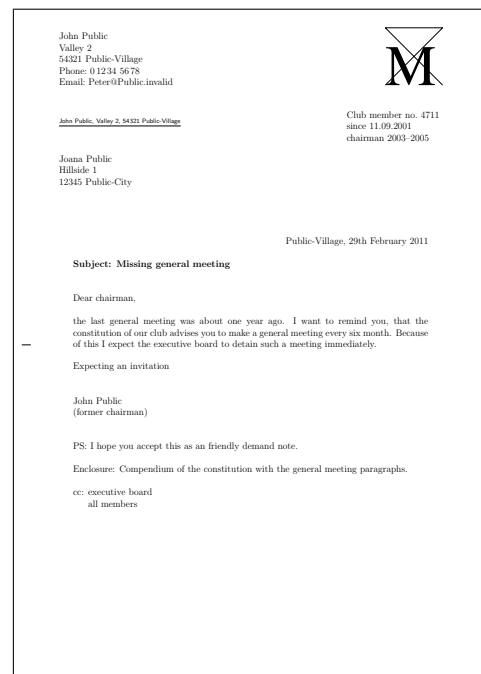 John Public
Valley 2
54321 Public-Village
Phone: 0 12 34 56 78
Email: Peter@Public.invalid
M
John Public, Valley 2, 54321 Public-Village
Club member no. 4711
since 11.09.2001
chairman 2003–2005
Joana Public
Hillside 1
12345 Public-City
Public-Village, 29th February 2011
Subject: Missing general meeting
Dear chairman,
the last general meeting was about one year ago. I want to remind you, that the
constitution of our club advises you to make a general meeting every six month. Because
of this I expect the executive board to detain such a meeting immediately.
Expecting an invitation
John Public
(former chairman)
PS: I hope you accept this as an friendly demand note.
Enclosure: Compendium of the constitution with the general meeting paragraphs.
cc: executive board
all members